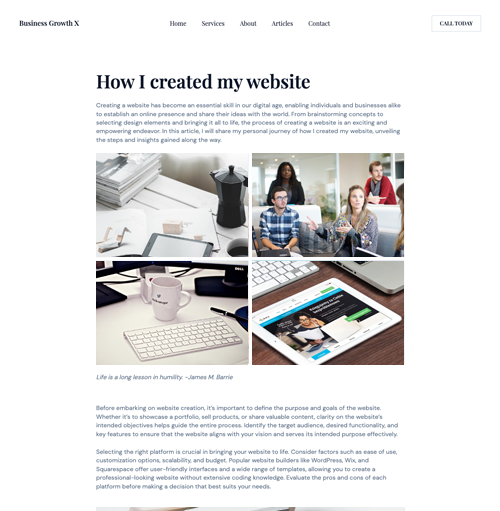 Business Growth X
Home Services About Articles Contact
CALL TODAY
How I created my website
Creating a website has become an essential skill in our digital age, enabling individuals and businesses alike
to establish an online presence and share their ideas with the world. From brainstorming concepts to
selecting design elements and bringing it all to life, the process of creating a website is an exciting and
empowering endeavor. In this article, I will share my personal journey of how I created my website, unveiling
the steps and insights gained along the way.
DELL
Life is a long lesson in humility. -James M. Barrie
Before embarking on website creation, it's important to define the purpose and goals of the website.
Whether it's to showcase a portfolio, sell products, or share valuable content, clarity on the website's
intended objectives helps guide the entire process. Identify the target audience, desired functionality, and
key features to ensure that the website aligns with your vision and serves its intended purpose effectively.
Selecting the right platform is crucial in bringing your website to life. Consider factors such as ease of use,
customization options, scalability, and budget. Popular website builders like WordPress, Wix, and
Squarespace offer user-friendly interfaces and a wide range of templates, allowing you to create a
professional-looking website without extensive coding knowledge. Evaluate the pros and cons of each
platform before making a decision that best suits your needs.